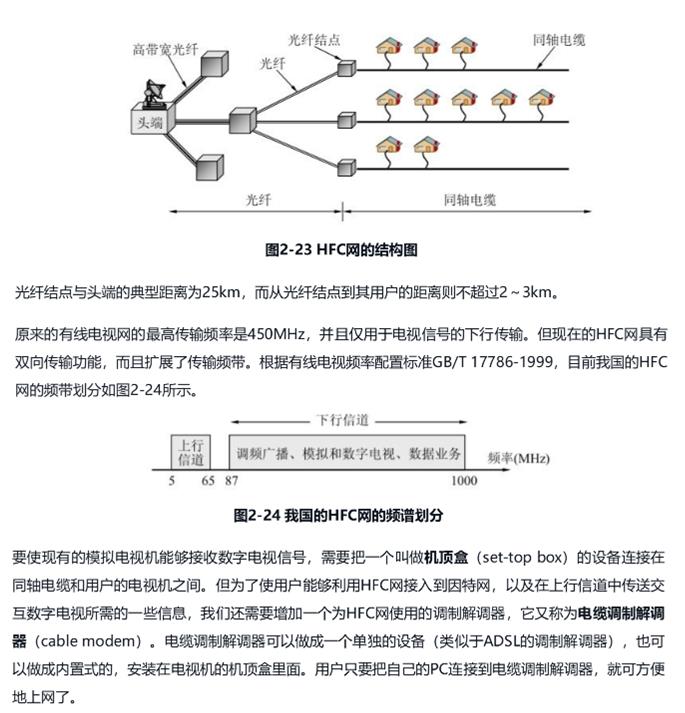 光纤结点
同轴电缆
高带宽光纤
光纤
头端
光纤
同轴电缆
图2-23 HFC网的结构图
光纤结点与头端的典型距离为25km，而从光纤结点到其用户的距离则不超过2～3km。
原来的有线电视网的最高传输频率是450MHz，并且仅用于电视信号的下行传输。但现在的HFC网具有
双向传输功能，而且扩展了传输频带。根据有线电视频率配置标准GB/T 17786-1999，目前我国的HFC
网的频带划分如图2-24所示。
下行信道
上行
信道
调频广播、模拟和数字电视、数据业务
频率(MHz)
5 65 87 1000
图2-24 我国的HFC网的频谱划分
要使现有的模拟电视机能够接收数字电视信号，需要把一个叫做机顶盒（set-top box）的设备连接在
同轴电缆和用户的电视机之间。但为了使用户能够利用HFC网接入到因特网，以及在上行信道中传送交
互数字电视所需的一些信息，我们还需要增加一个为HFC网使用的调制解调器，它又称为电缆调制解调
器（cable modem）。电缆调制解调器可以做成一个单独的设备（类似于ADSL的调制解调器），也可
以做成内置式的，安装在电视机的机顶盒里面。用户只要把自己的PC连接到电缆调制解调器，就可方便
地上网了。